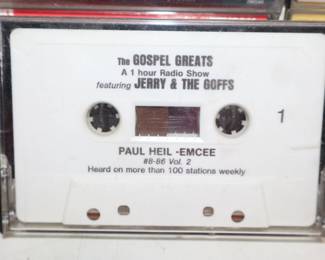 The GOSPEL GREATS
A 1 hour Radio Show
featuring JERRY & THE GOFFS
1
PAUL HEIL -EMCEE
#8-86 Vol. 2
Heard on more than 100 stations weekly